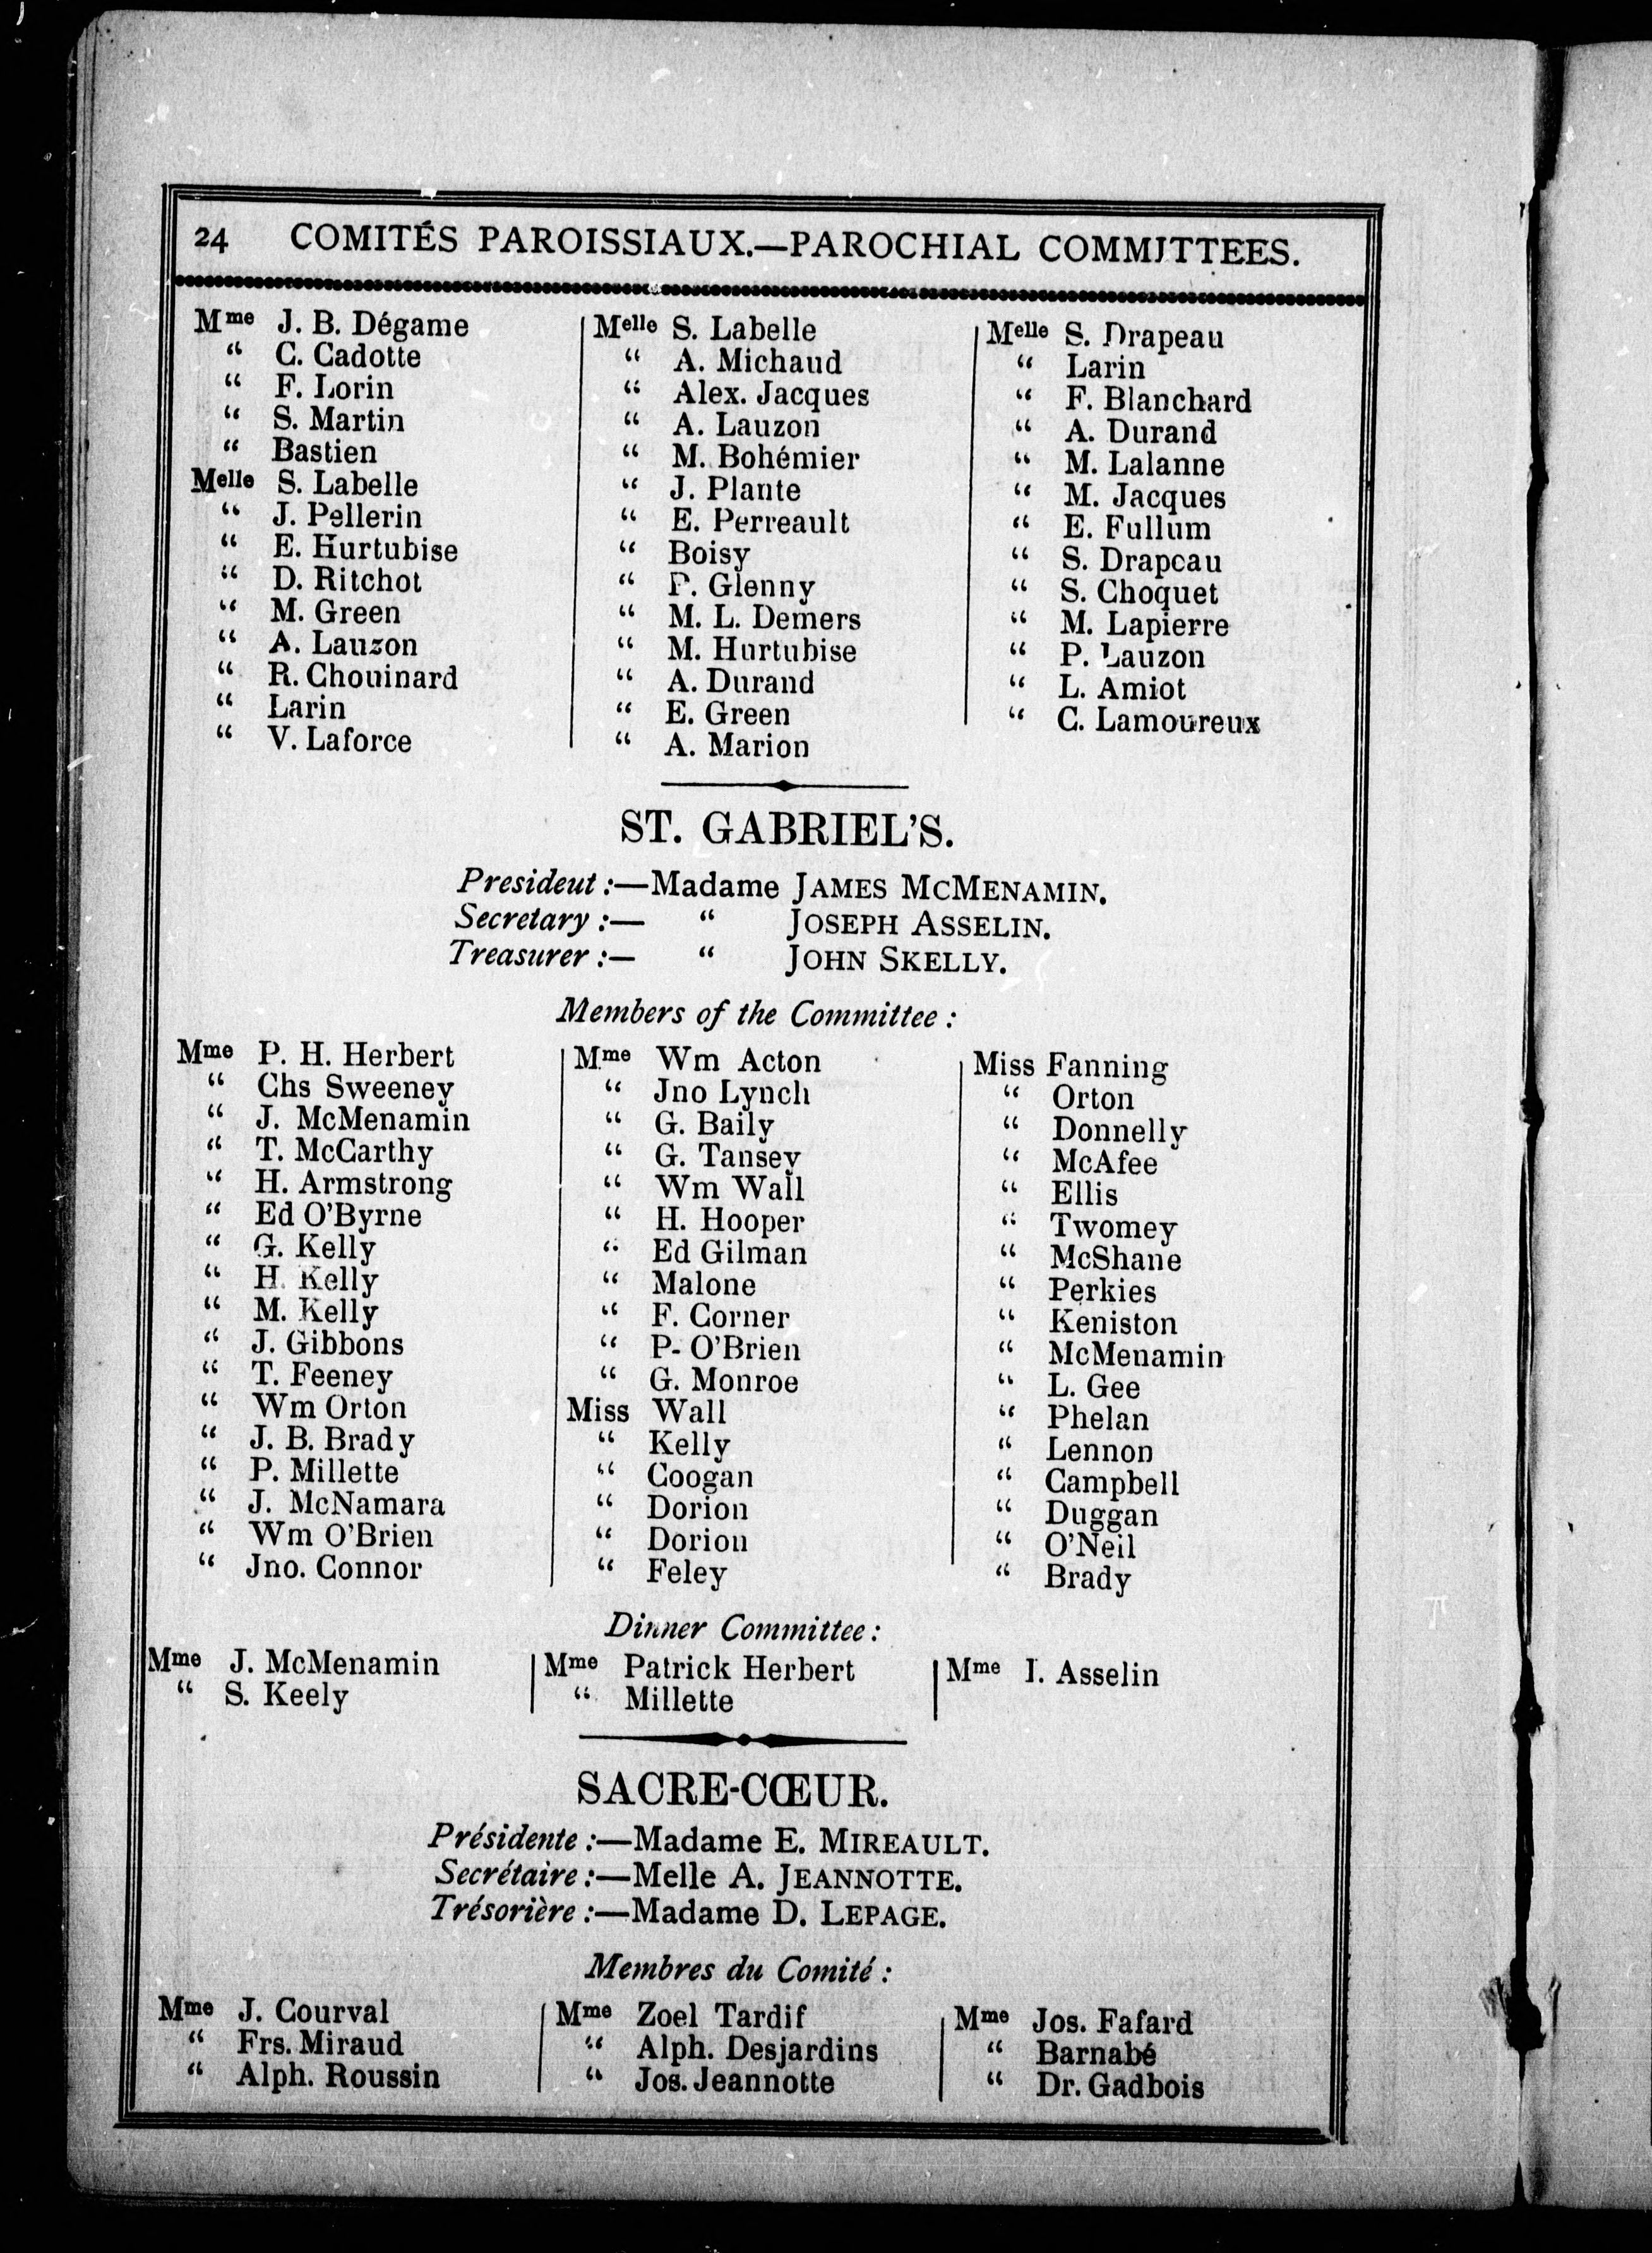 24 COMITÉS PAROISSIAUX.—PAROCHIAL COMMITTEES.
Mme J. B. Dégame
“ C. Cadotte
“ F. Lorin
“ S. Martin
“ Bastien
Melle S. Labelle
“ J. Pellerin
“ E. Hurtubise
“ D. Ritchot
“ M. Green
“ A. Lauzon
“ R. Chouinard
“ Larin
“ V. Laforce
Melle S. Labelle
“ A. Michaud
“ Alex. Jacques
“ A. Lauzon
“ M. Bohémier
“ J. Plante
“ E. Perreault
“ Boisy
“ P. Glenny
“ M. L. Demers
“ M. Hurtubise
“ A. Durand
“ E. Green
“ A. Marion
Melle S. Drapeau
“ Larin
“ F. Blanchard
“ A. Durand
“ M. Lalanne
“ M. Jacques
“ E. Fullum
“ S. Drapeau
“ S. Choquet
“ M. Lapierre
“ P. Lauzon
“ L. Amiot
“ C. Lamoureux
ST. GABRIEL'S.
Presideut :—Madame JAMES MCMENAMIN.
Secretary :— “ JOSEPH ASSELIN.
Treasurer :— “ JOHN SKELLY.
Members of the Committee :
Mme P. H. Herbert
“ Chs Sweeney
“ J. McMenamin
“ T. McCarthy
“ H. Armstrong
“ Ed O'Byrne
“ G. Kelly
“ H. Kelly
“ M. Kelly
“ J. Gibbons
“ T. Feeney
“ Wm Orton
“ J. B. Brady
“ P. Millette
“ J. McNamara
“ Wm O'Brien
“ Jno. Connor
Mme Wm Acton
“ Jno Lynch
“ G. Baily
“ G. Tansey
“ Wm Wall
“ H. Hooper
“ Ed Gilman
“ Malone
“ F. Corner
“ P- O'Brien
“ G. Monroe
Miss Wall
“ Kelly
“ Coogan
“ Dorion
“ Dorion
“ Feley
Miss Fanning
“ Orton
“ Donnelly
“ McAfee
“ Ellis
“ Twomey
“ McShane
“ Perkies
“ Keniston
“ McMenamin
“ L. Gee
“ Phelan
“ Lennon
“ Campbell
“ Duggan
“ O'Neil
“ Brady
Dinner Committee :
Mme J. McMenamin
“ S. Keely
Mme Patrick Herbert
“ Millette
Mme I. Asselin
SACRE-CŒUR.
Présidente :—Madame E. MIREAULT.
Secrétaire :—Melle A. JEANNOTTE.
Trésorière :—Madame D. LEPAGE.
Membres du Comité :
Mme J. Courval
“ Frs. Miraud
“ Alph. Roussin
Mme Zoel Tardif
“ Alph. Desjardins
“ Jos. Jeannotte
Mme Jos. Fafard
“ Barnabé
“ Dr. Gadbois